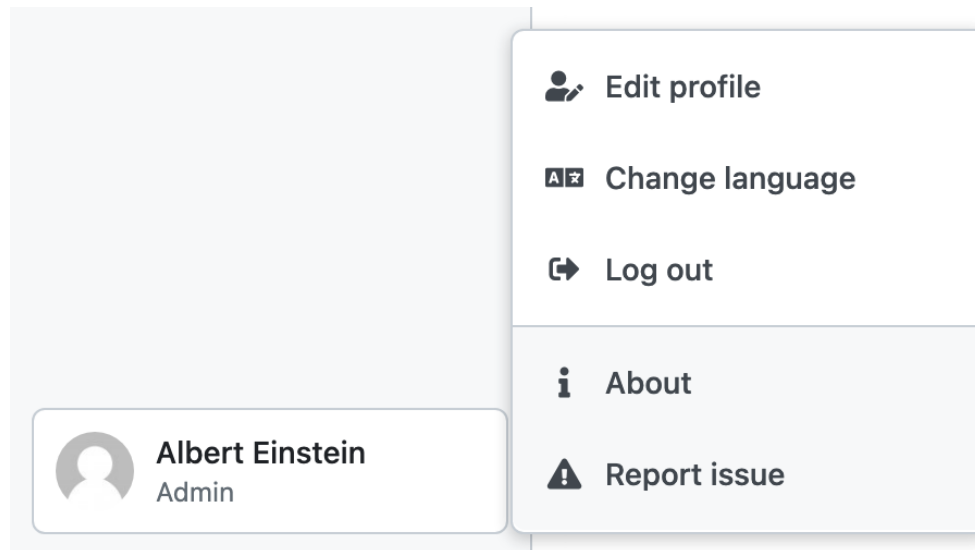 Edit profile
Change language
Log out
About
Report issue
Albert Einstein
Admin